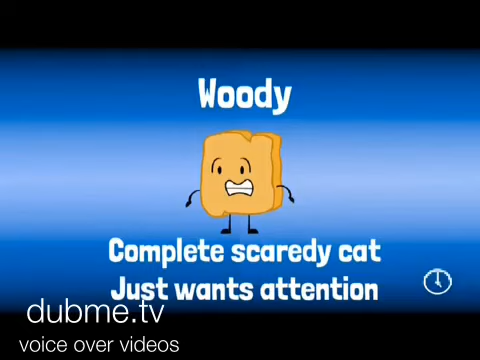 Woody
Complete scaredy cat
Just wants attention
dubme.tv
voice over videos